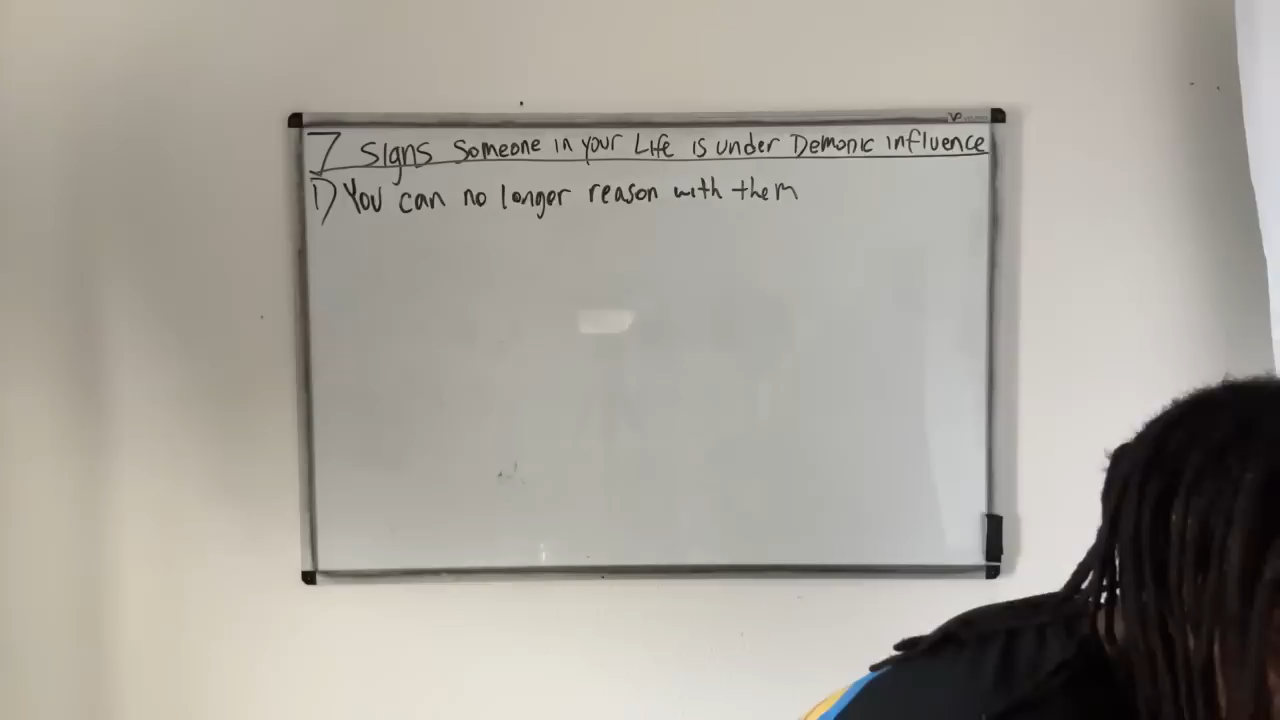 7 Signs Someone in your Life is under Demonic influence
1) You can no longer reason with them